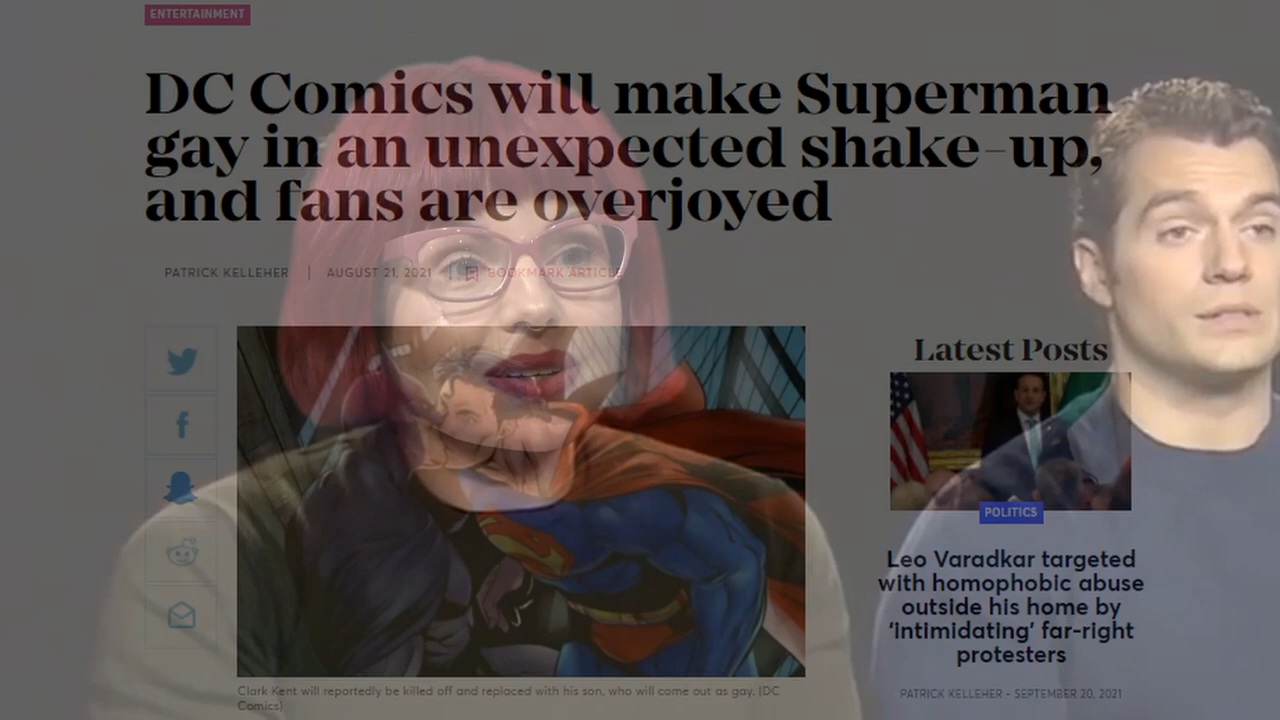 ENTERTAINMENT
DC Comics will make Superman
gay in an unexpected shake-up,
and fans are overjoyed
PATRICK KELLEHER | AUGUST 21, 2021 | BOOKMARK ARTICLE
Latest Posts
POLITICS
Leo Varadkar targeted
with homophobic abuse
outside his home by
'intimidating' far-right
protesters
PATRICK KELLEHER - SEPTEMBER 20, 2021
Clark Kent will reportedly be killed off and replaced with his son, who will come out as gay. (DC
Comics)